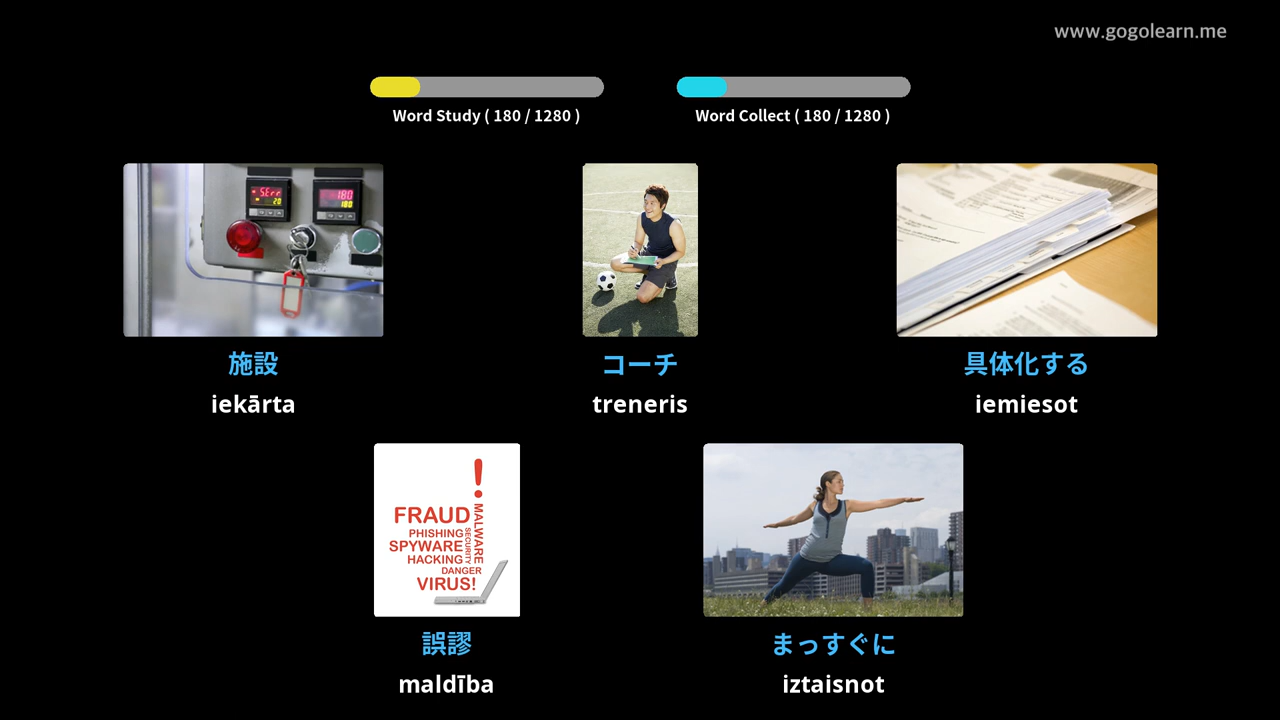 www.gogolearn.me
Word Study ( 180 / 1280 )
Word Collect ( 180 / 1280 )
施設
iekārta
コーチ
treneris
具体化する
iemiesot
FRAUD
PHISHING
SPYWARE
HACKING
DANGER
VIRUS!
SECURITY
MALWARE
!
誤謬
maldība
まっすぐに
iztaisnot